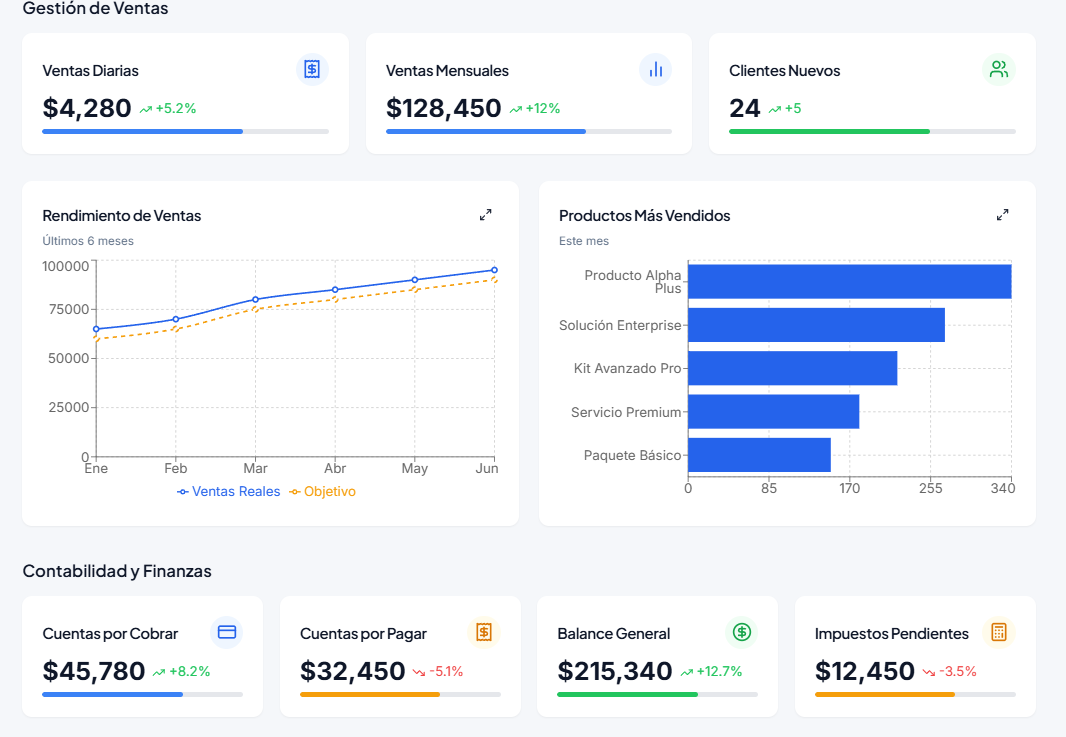 Gestión de Ventas
Ventas Diarias
$4,280 +5.2%
Ventas Mensuales
$128,450 +12%
Clientes Nuevos
24 +5
Rendimiento de Ventas
Últimos 6 meses
100000
75000
50000
25000
0
Ene Feb Mar Abr May Jun
Ventas Reales Objetivo
Productos Más Vendidos
Este mes
Producto Alpha
Plus
Solución Enterprise
Kit Avanzado Pro
Servicio Premium
Paquete Básico
0 85 170 255 340
Contabilidad y Finanzas
Cuentas por Cobrar
$45,780 +8.2%
Cuentas por Pagar
$32,450 -5.1%
Balance General
$215,340 +12.7%
Impuestos Pendientes
$12,450 -3.5%